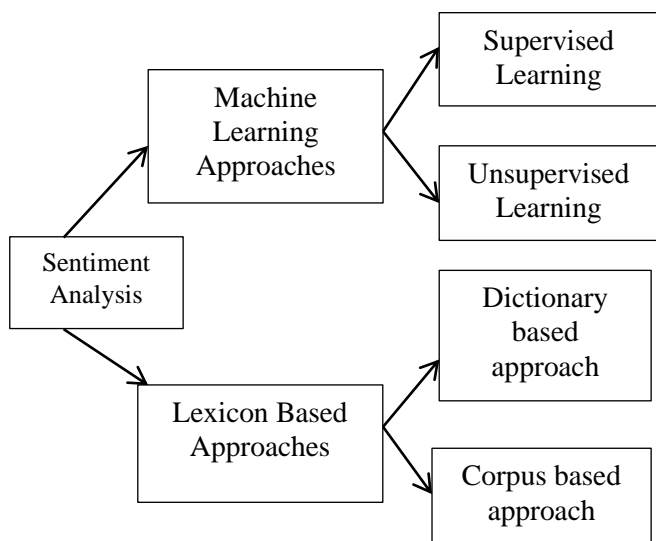 Supervised
Learning
Machine
Learning
Approaches
Unsupervised
Learning
Sentiment
Analysis
Dictionary
based
approach
Lexicon Based
Approaches
Corpus based
approach